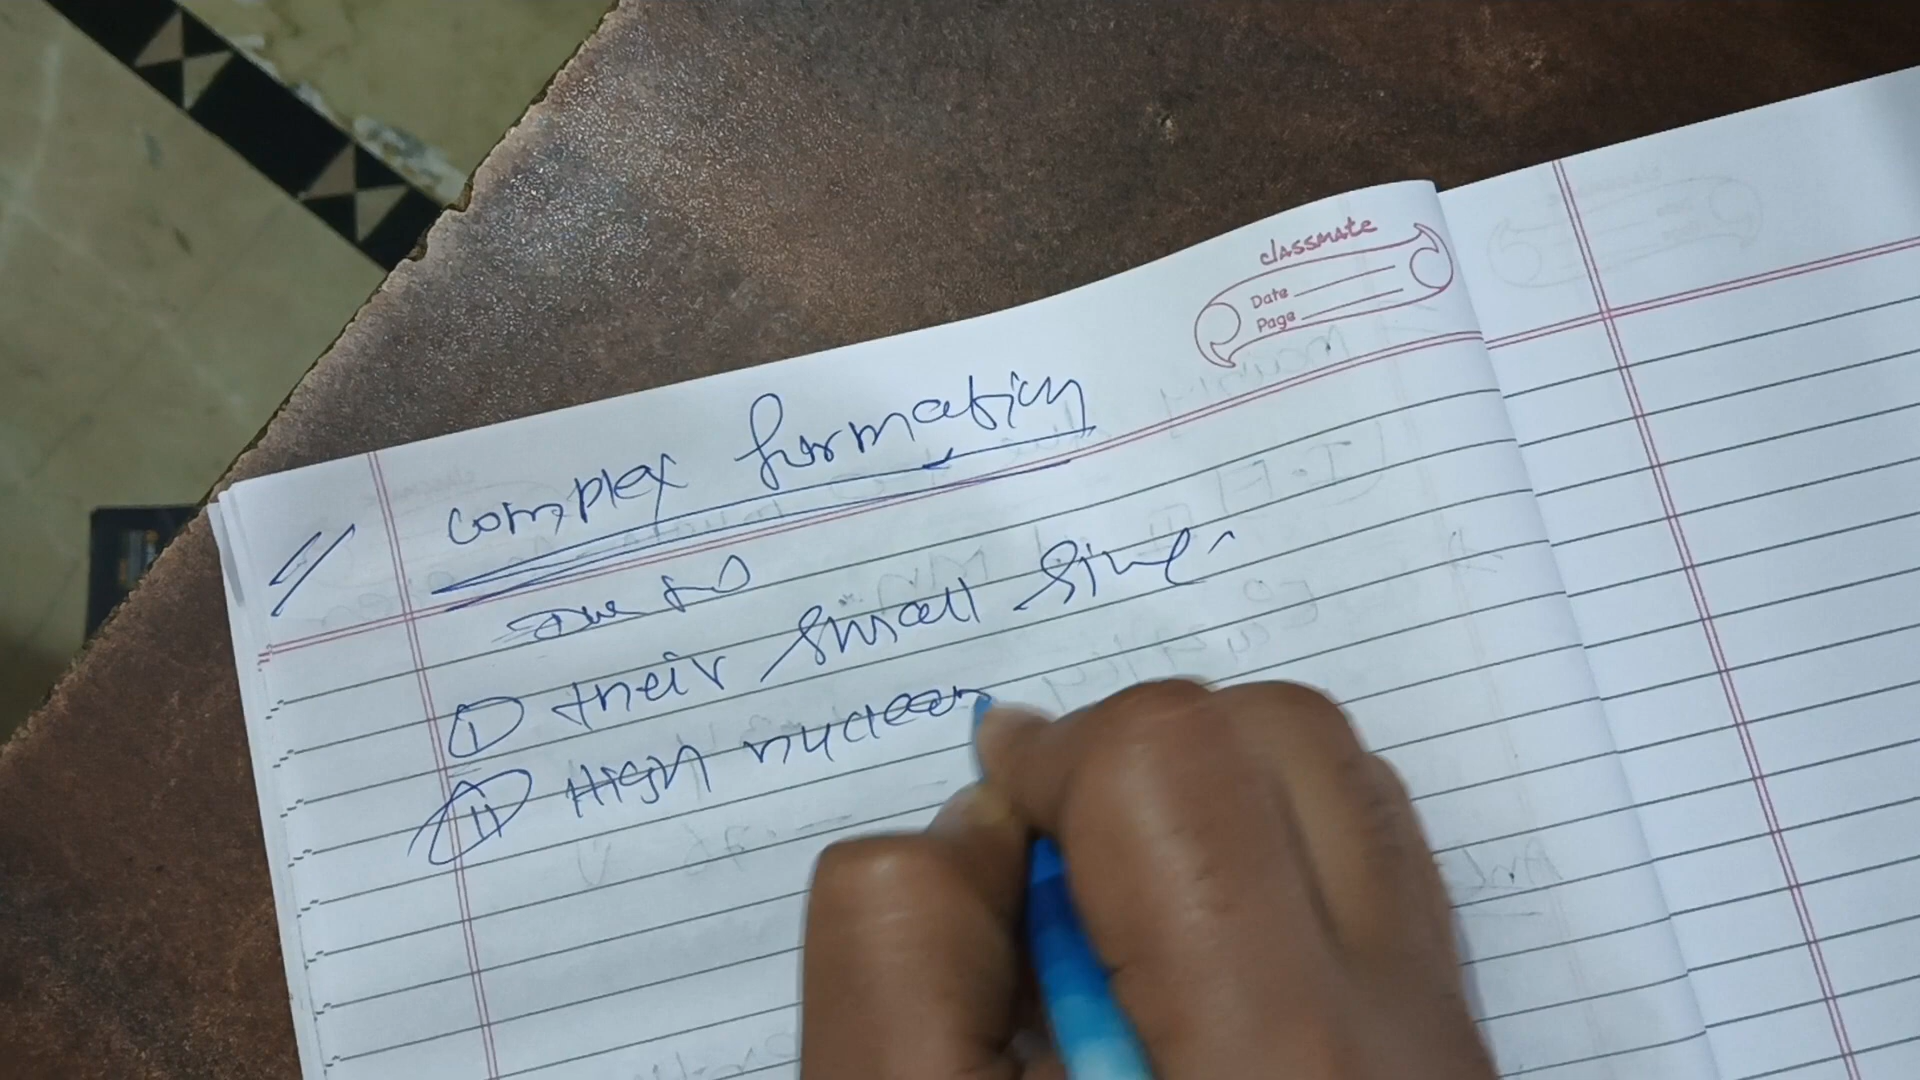 classmate
Date
Page
complex formation
Due to
(i) their small size
(ii) High nuclear